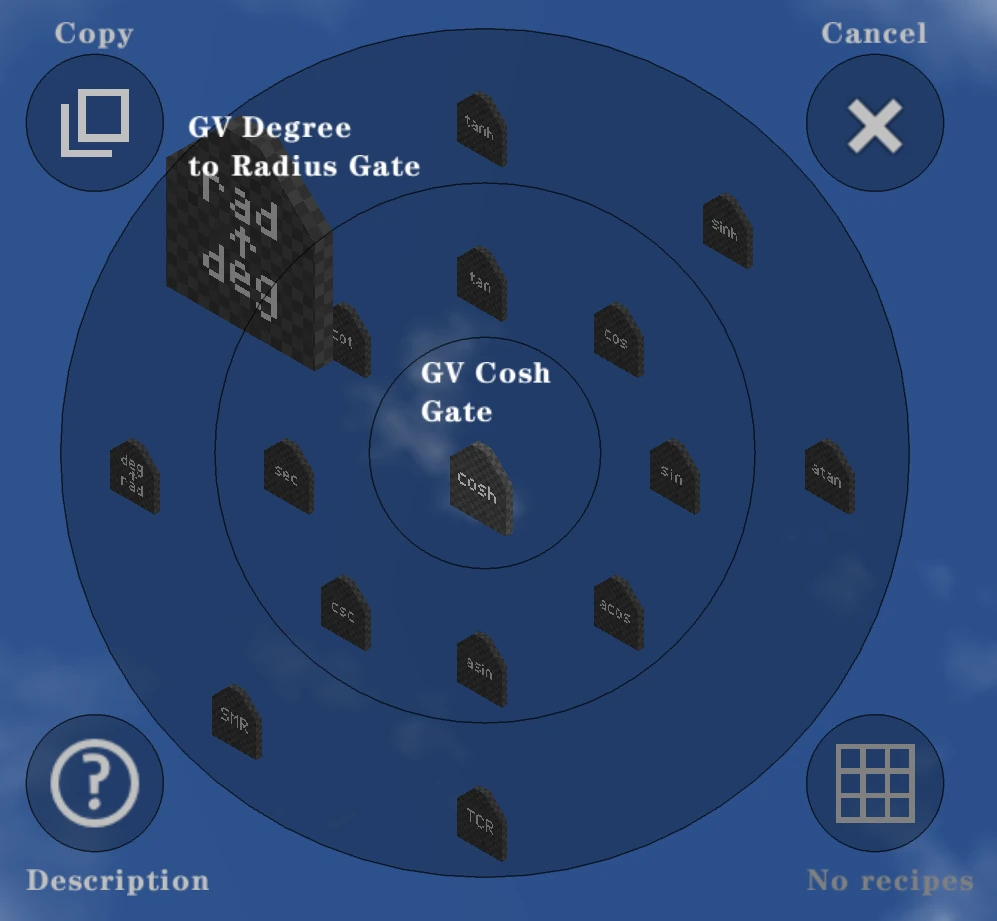 Copy
Cancel
GV Degree
to Radius Gate
rad
↑
deg
tanh
sinh
tan
cot
cos
GV Cosh
Gate
cosh
deg
↑
rad
sec
sin
atan
csc
acos
asin
SMR
TCR
?
Description
No recipes